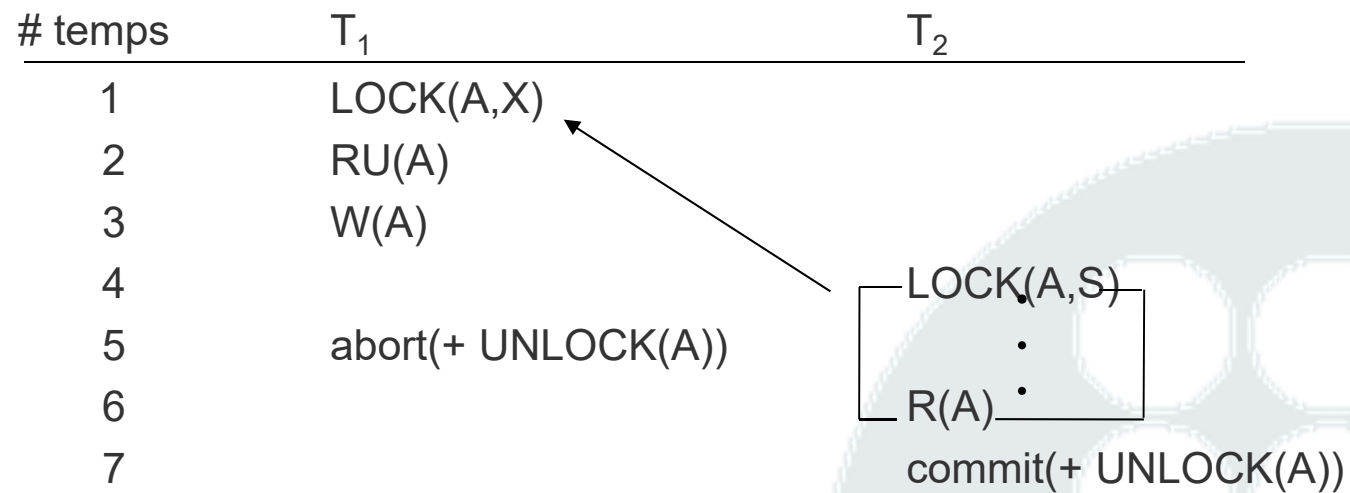 # temps T₁ T₂
1 LOCK(A,X)
2 RU(A)
3 W(A)
4 LOCK(A,S)
5 abort(+ UNLOCK(A))
6 R(A)
7 commit(+ UNLOCK(A))